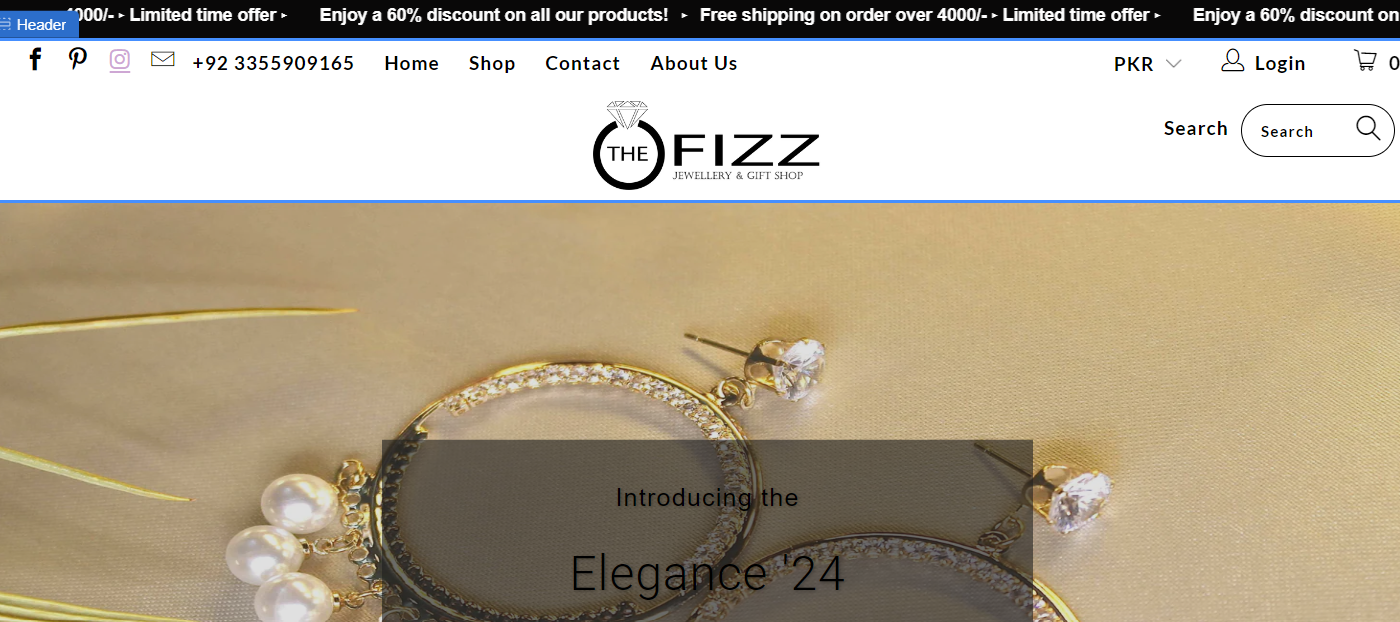 4000/- ‣ Limited time offer ‣ Enjoy a 60% discount on all our products! ‣ Free shipping on order over 4000/- ‣ Limited time offer ‣ Enjoy a 60% discount on
Header
+92 3355909165 Home Shop Contact About Us PKR Login 0
Search Search
THE FIZZ
JEWELLERY & GIFT SHOP
Introducing the
Elegance '24